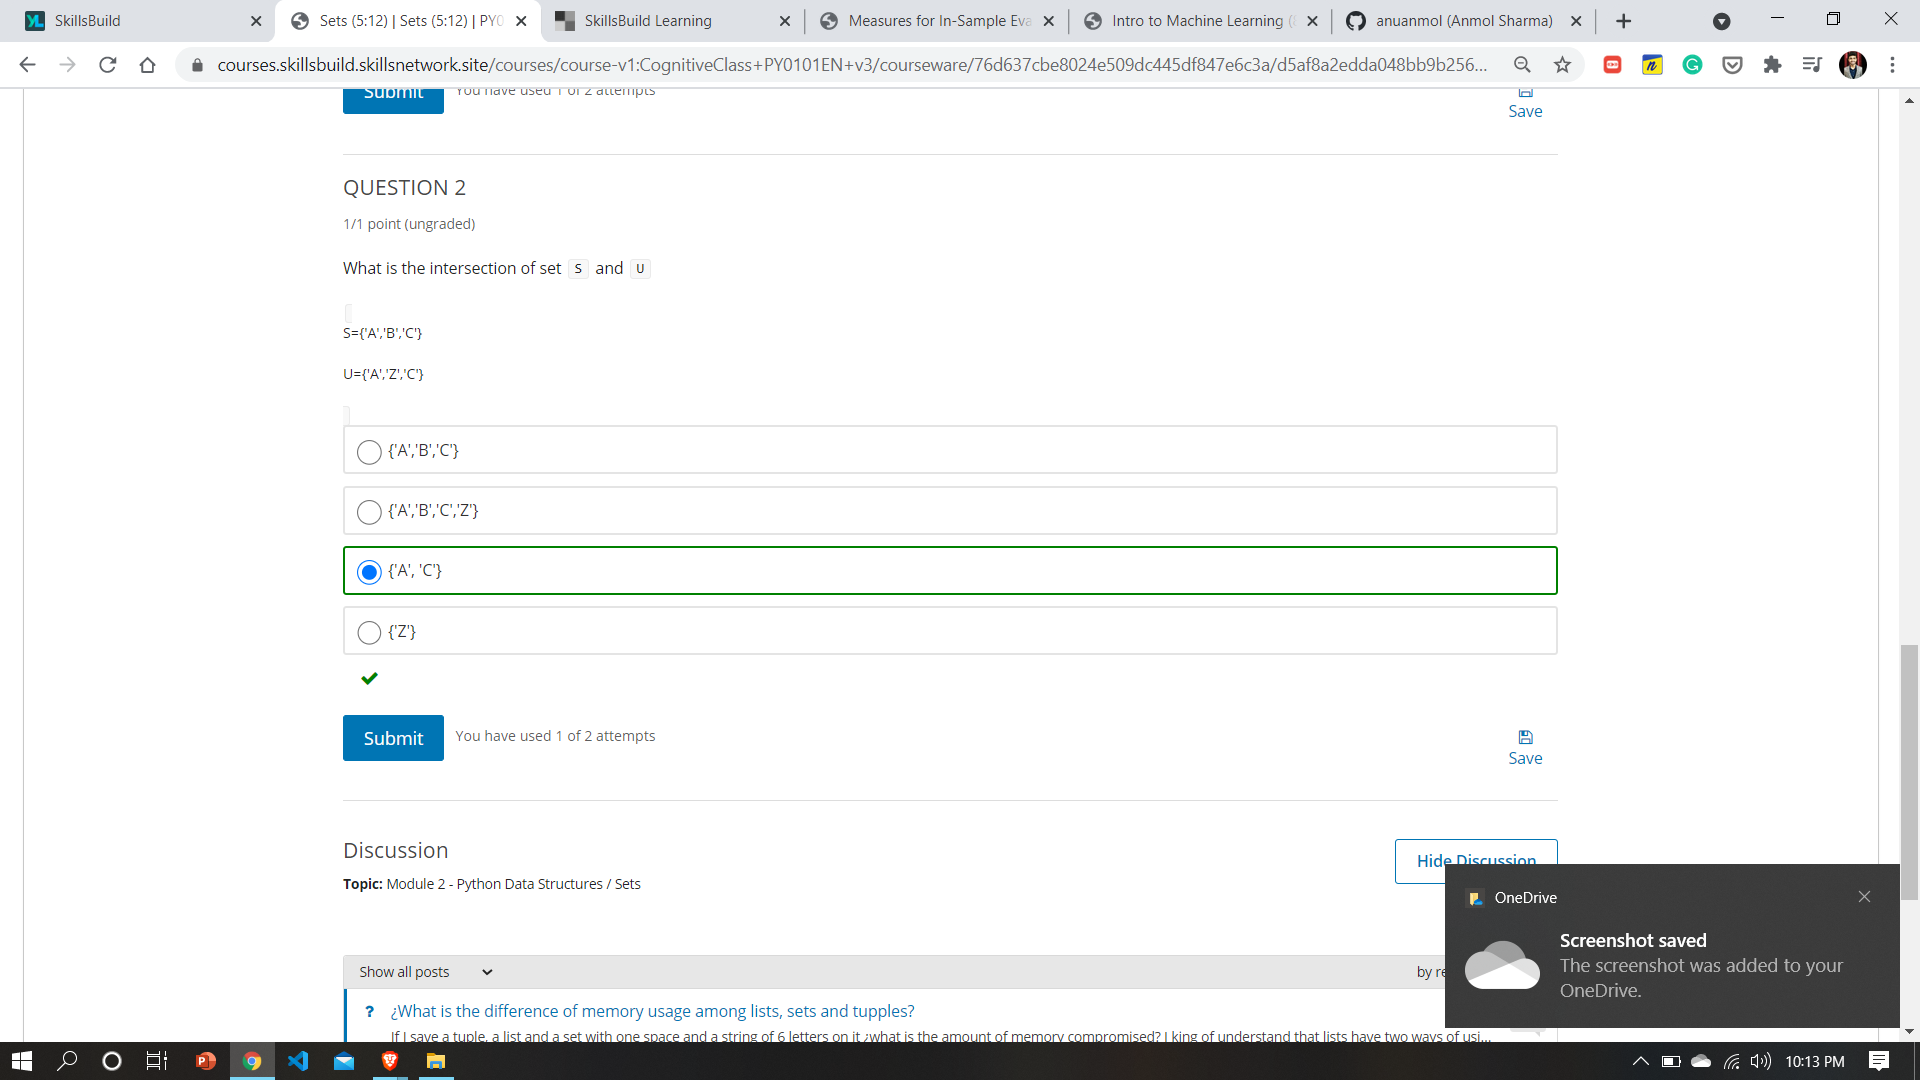 SkillsBuild
Sets (5:12) | Sets (5:12) | PY0
SkillsBuild Learning
Measures for In-Sample Eva
Intro to Machine Learning (
anuanmol (Anmol Sharma)
courses.skillsbuild.skillsnetwork.site/courses/course-v1:CognitiveClass+PY0101EN+v3/courseware/76d637cbe8024e509dc445df847e6c3a/d5af8a2edda048bb9b256...
Submit
You have used 1 of 2 attempts
Save
QUESTION 2
1/1 point (ungraded)
What is the intersection of set S and U
S={'A','B','C'}
U={'A','Z','C'}
{'A','B','C'}
{'A','B','C','Z'}
{'A', 'C'}
{'Z'}
Submit
You have used 1 of 2 attempts
Save
Discussion
Hide Discussion
Topic: Module 2 - Python Data Structures / Sets
OneDrive
Screenshot saved
The screenshot was added to your
OneDrive.
Show all posts
by re
? ¿What is the difference of memory usage among lists, sets and tupples?
If I save a tuple, a list and a set with one space and a string of 6 letters on it ¿what is the amount of memory compromised? I king of understand that lists have two ways of usi...
10:13 PM